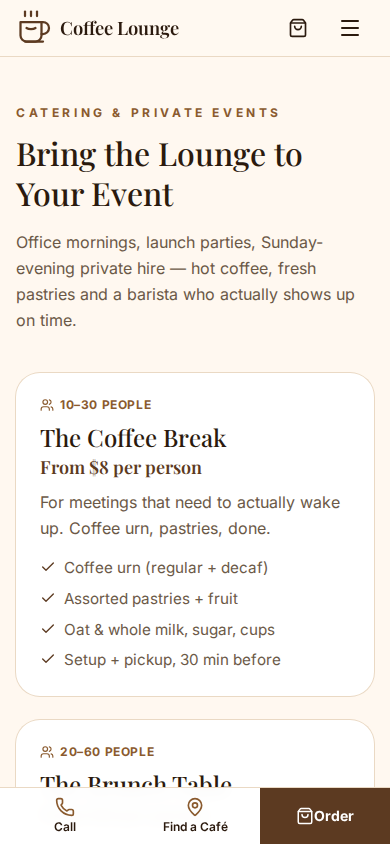 Coffee Lounge
CATERING & PRIVATE EVENTS
Bring the Lounge to
Your Event
Office mornings, launch parties, Sunday-
evening private hire — hot coffee, fresh
pastries and a barista who actually shows up
on time.
10–30 PEOPLE
The Coffee Break
From $8 per person
For meetings that need to actually wake
up. Coffee urn, pastries, done.
Coffee urn (regular + decaf)
Assorted pastries + fruit
Oat & whole milk, sugar, cups
Setup + pickup, 30 min before
20–60 PEOPLE
The Brunch Table
Call
Find a Café
Order